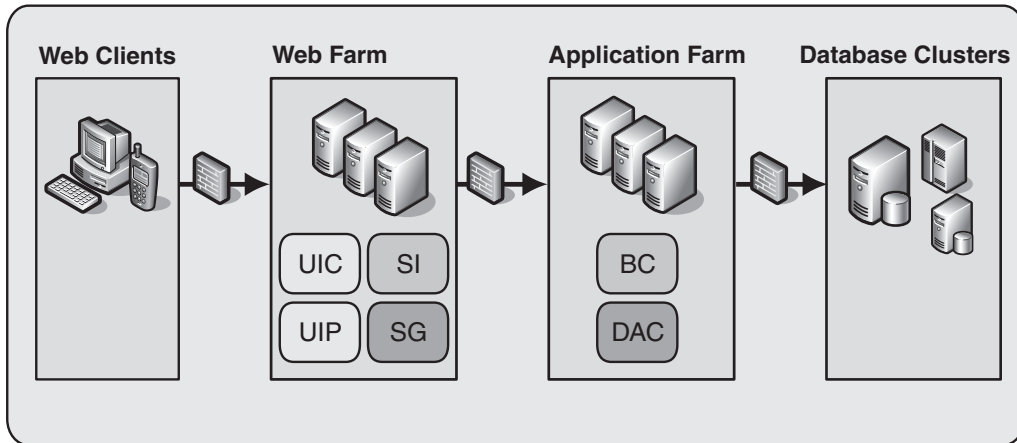 Web Clients
Web Farm
Application Farm
Database Clusters
UIC
SI
UIP
SG
BC
DAC